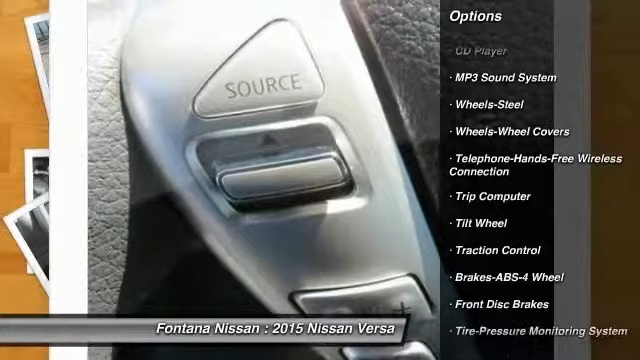 SOURCE
Options
CD Player
· MP3 Sound System
· Wheels-Steel
· Wheels-Wheel Covers
· Telephone-Hands-Free Wireless
Connection
· Trip Computer
· Tilt Wheel
· Traction Control
· Brakes-ABS-4 Wheel
· Front Disc Brakes
· Tire-Pressure Monitoring System
Fontana Nissan : 2015 Nissan Versa